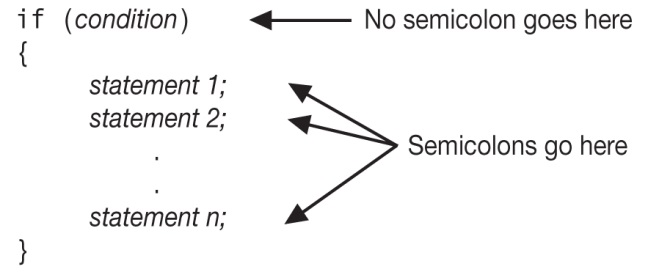 if (condition) No semicolon goes here
{
statement 1;
statement 2;
Semicolons go here
.
.
statement n;
}